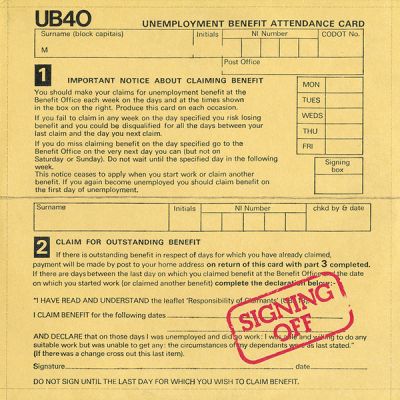 UB40 UNEMPLOYMENT BENEFIT ATTENDANCE CARD
Surname (block capitals) Initials NI Number CODOT No.
M
Post Office
1 IMPORTANT NOTICE ABOUT CLAIMING BENEFIT
You should make your claims for unemployment benefit at the
Benefit Office each week on the days and at the times shown
in the box on the right. Produce this card on each occasion.
If you fail to claim in any week on the day specified you risk losing
benefit and you could be disqualified for all the days between your
last claim and the day you next claim.
If you do miss claiming benefit on the day specified go to the
Benefit Office on the very next day you can (but not on
Saturday or Sunday). Do not wait until the specified day in the following
week.
This notice ceases to apply when you start work or claim another
benefit. If you again become unemployed you should claim benefit on
the first day of unemployment.
MON
TUES
WEDS
THU
FRI
Signing
box
Surname Initials NI Number chkd by & date
2 CLAIM FOR OUTSTANDING BENEFIT
If there is outstanding benefit in respect of days for which you have already claimed,
payment will be made by post to your home address on return of this card with part 3 completed.
If there are days between the last day on which you claimed benefit at the Benefit Office and the date
on which you started work (or claimed another benefit) complete the declaration below:-
"I HAVE READ AND UNDERSTAND the leaflet 'Responsibility of Claimants'
I CLAIM BENEFIT for the following dates
SIGNING
OFF
AND DECLARE that on those days I was unemployed and did no work: I was able and willing to do any
suitable work but was unable to get any: the circumstances of my dependants were as last stated."
(If there was a change cross out this last item).
Signature date
DO NOT SIGN UNTIL THE LAST DAY FOR WHICH YOU WISH TO CLAIM BENEFIT.